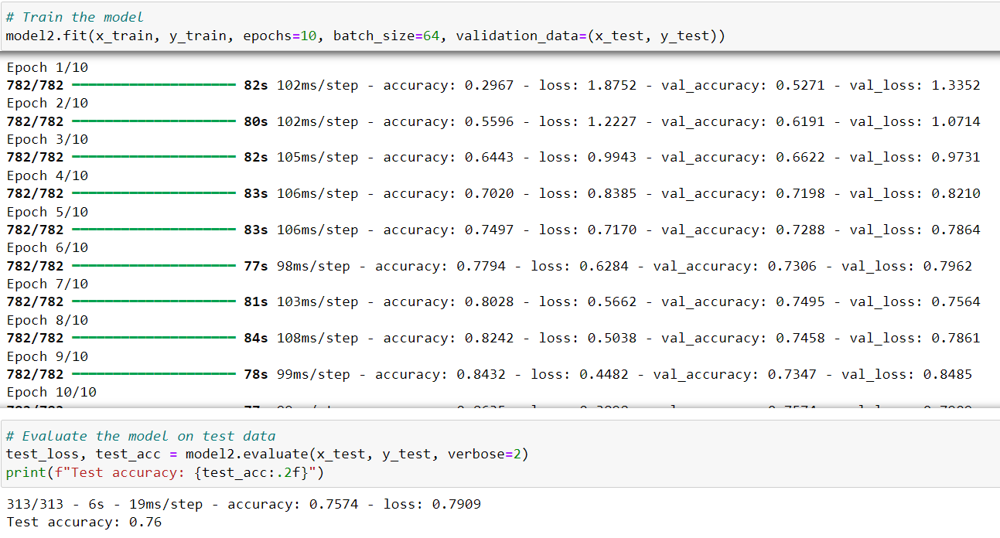 # Train the model
model2.fit(x_train, y_train, epochs=10, batch_size=64, validation_data=(x_test, y_test))
Epoch 1/10
782/782 ━━━━━━━━━━━━━━━━━━━━ 82s 102ms/step - accuracy: 0.2967 - loss: 1.8752 - val_accuracy: 0.5271 - val_loss: 1.3352
Epoch 2/10
782/782 ━━━━━━━━━━━━━━━━━━━━ 80s 102ms/step - accuracy: 0.5596 - loss: 1.2227 - val_accuracy: 0.6191 - val_loss: 1.0714
Epoch 3/10
782/782 ━━━━━━━━━━━━━━━━━━━━ 82s 105ms/step - accuracy: 0.6443 - loss: 0.9943 - val_accuracy: 0.6622 - val_loss: 0.9731
Epoch 4/10
782/782 ━━━━━━━━━━━━━━━━━━━━ 83s 106ms/step - accuracy: 0.7020 - loss: 0.8385 - val_accuracy: 0.7198 - val_loss: 0.8210
Epoch 5/10
782/782 ━━━━━━━━━━━━━━━━━━━━ 83s 106ms/step - accuracy: 0.7497 - loss: 0.7170 - val_accuracy: 0.7288 - val_loss: 0.7864
Epoch 6/10
782/782 ━━━━━━━━━━━━━━━━━━━━ 77s 98ms/step - accuracy: 0.7794 - loss: 0.6284 - val_accuracy: 0.7306 - val_loss: 0.7962
Epoch 7/10
782/782 ━━━━━━━━━━━━━━━━━━━━ 81s 103ms/step - accuracy: 0.8028 - loss: 0.5662 - val_accuracy: 0.7495 - val_loss: 0.7564
Epoch 8/10
782/782 ━━━━━━━━━━━━━━━━━━━━ 84s 108ms/step - accuracy: 0.8242 - loss: 0.5038 - val_accuracy: 0.7458 - val_loss: 0.7861
Epoch 9/10
782/782 ━━━━━━━━━━━━━━━━━━━━ 78s 99ms/step - accuracy: 0.8432 - loss: 0.4482 - val_accuracy: 0.7347 - val_loss: 0.8485
Epoch 10/10
# Evaluate the model on test data
test_loss, test_acc = model2.evaluate(x_test, y_test, verbose=2)
print(f"Test accuracy: {test_acc:.2f}")
313/313 - 6s - 19ms/step - accuracy: 0.7574 - loss: 0.7909
Test accuracy: 0.76